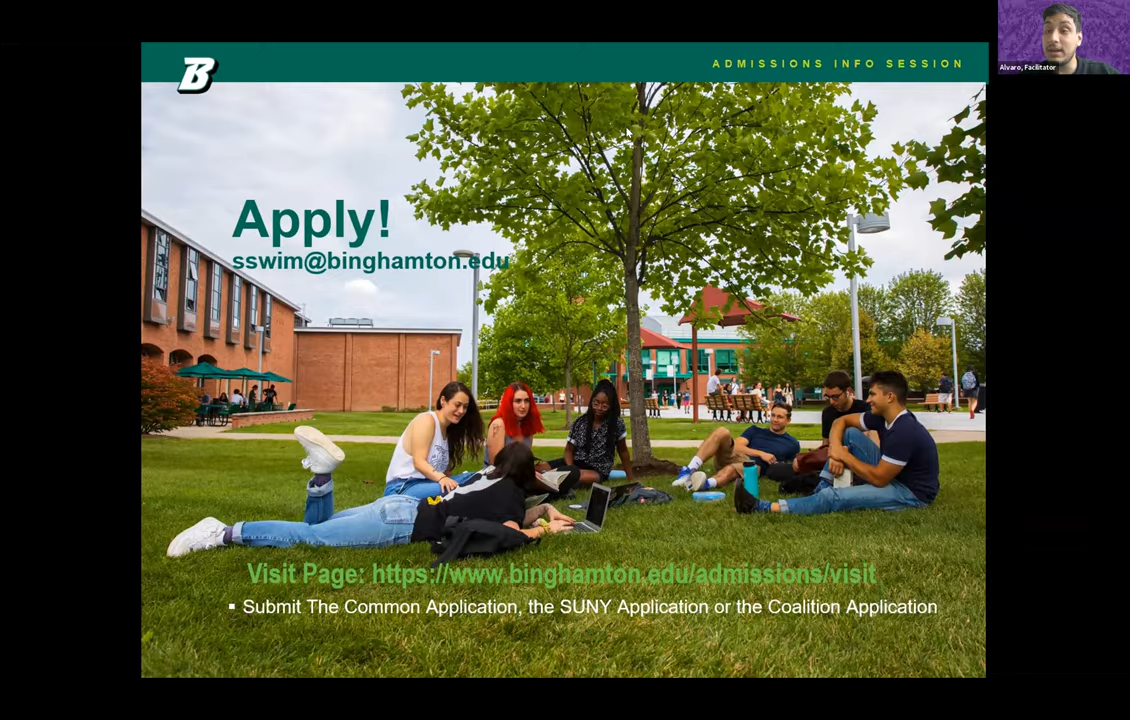 B
ADMISSIONS INFO SESSION
Alvaro, Facilitator
Apply!
sswim@binghamton.edu
Visit Page: https://www.binghamton.edu/admissions/visit
▪ Submit The Common Application, the SUNY Application or the Coalition Application